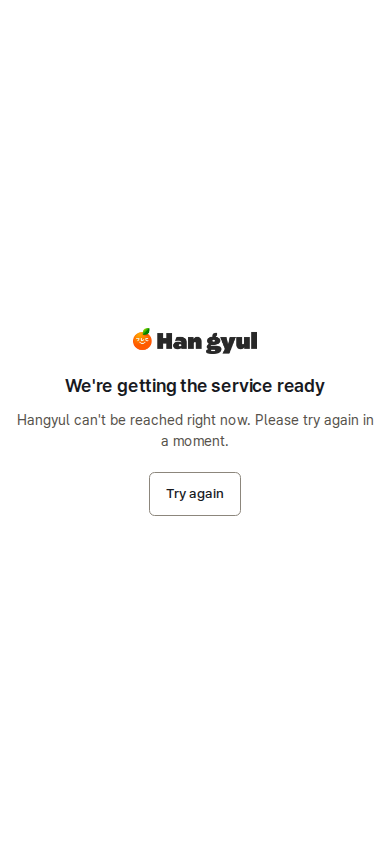 Han gyul
We're getting the service ready
Hangyul can't be reached right now. Please try again in
a moment.
Try again